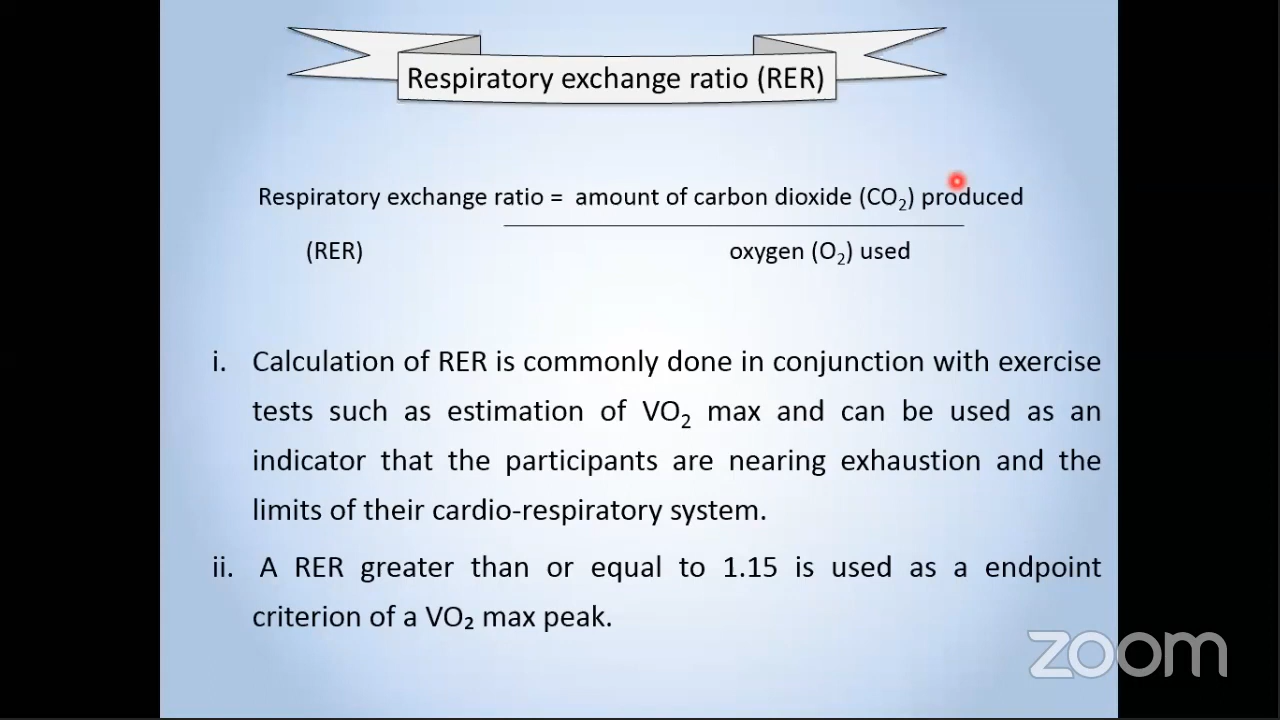 Respiratory exchange ratio (RER)
Respiratory exchange ratio = amount of carbon dioxide (CO₂) produced
(RER) oxygen (O₂) used
i. Calculation of RER is commonly done in conjunction with exercise
tests such as estimation of VO₂ max and can be used as an
indicator that the participants are nearing exhaustion and the
limits of their cardio-respiratory system.
ii. A RER greater than or equal to 1.15 is used as a endpoint
criterion of a VO₂ max peak.
zoom